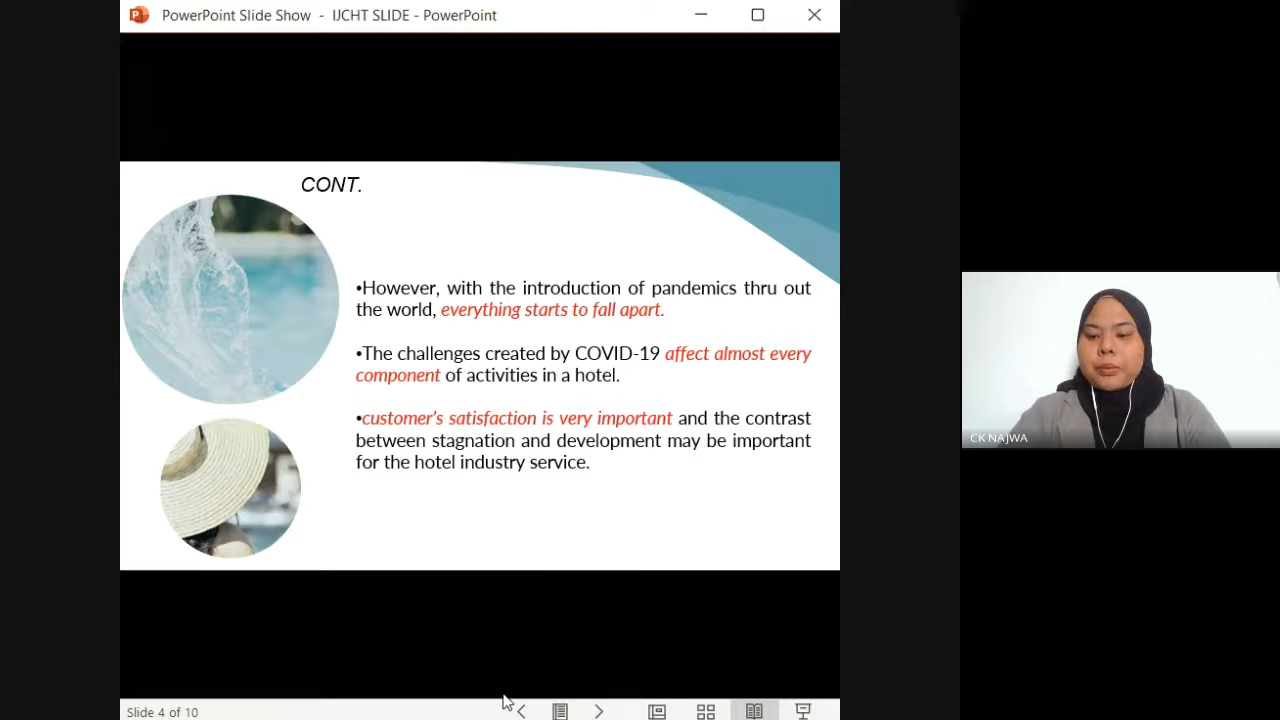 PowerPoint Slide Show - IJCHT SLIDE - PowerPoint
CONT.
•However, with the introduction of pandemics thru out
the world, everything starts to fall apart.
•The challenges created by COVID-19 affect almost every
component of activities in a hotel.
•customer's satisfaction is very important and the contrast
between stagnation and development may be important
for the hotel industry service.
CK NAJWA
Slide 4 of 10